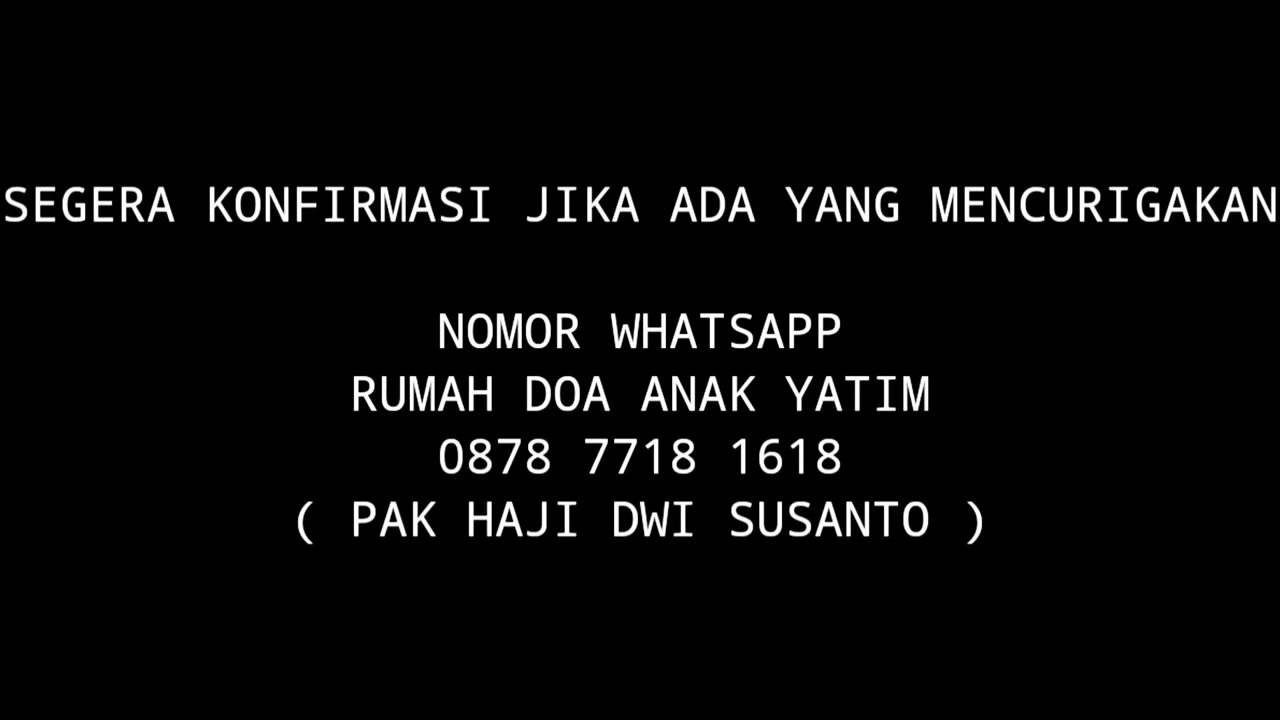 SEGERA KONFIRMASI JIKA ADA YANG MENCURIGAKAN
NOMOR WHATSAPP
RUMAH DOA ANAK YATIM
0878 7718 1618
( PAK HAJI DWI SUSANTO )